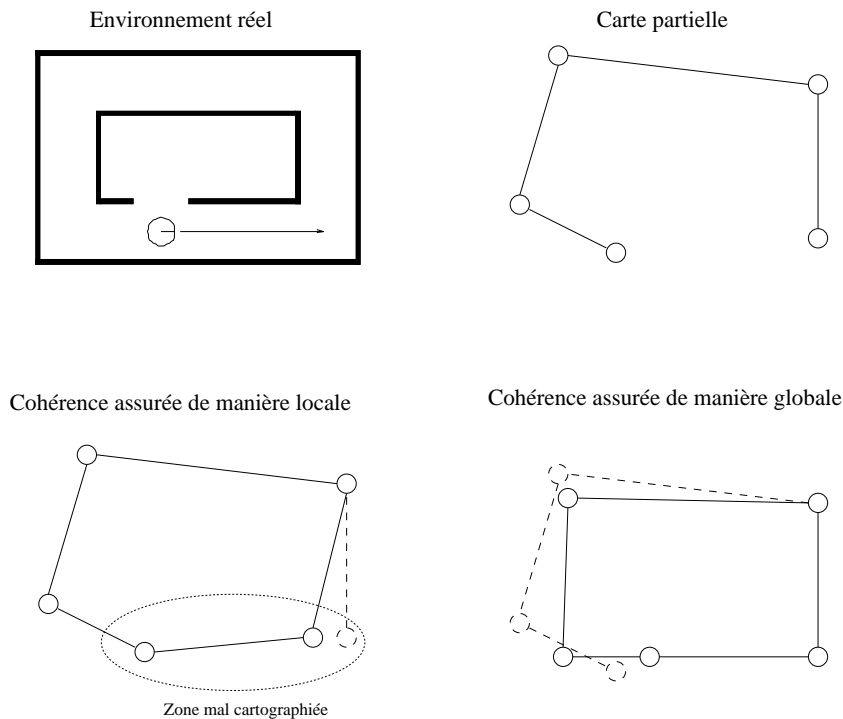 Environnement réel
Carte partielle
Cohérence assurée de manière locale
Cohérence assurée de manière globale
Zone mal cartographiée